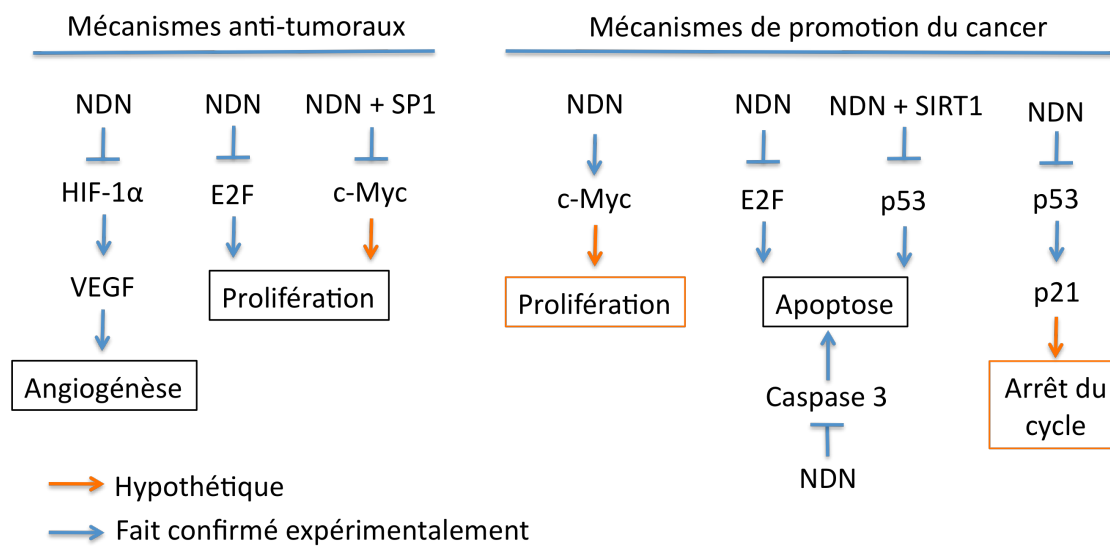 Mécanismes anti-tumoraux
Mécanismes de promotion du cancer
NDN
NDN
NDN + SP1
NDN
NDN
NDN + SIRT1
NDN
HIF-1α
E2F
c-Myc
c-Myc
E2F
p53
p53
VEGF
Prolifération
Prolifération
Apoptose
p21
Angiogénèse
Caspase 3
Arrêt du
cycle
NDN
Hypothétique
Fait confirmé expérimentalement